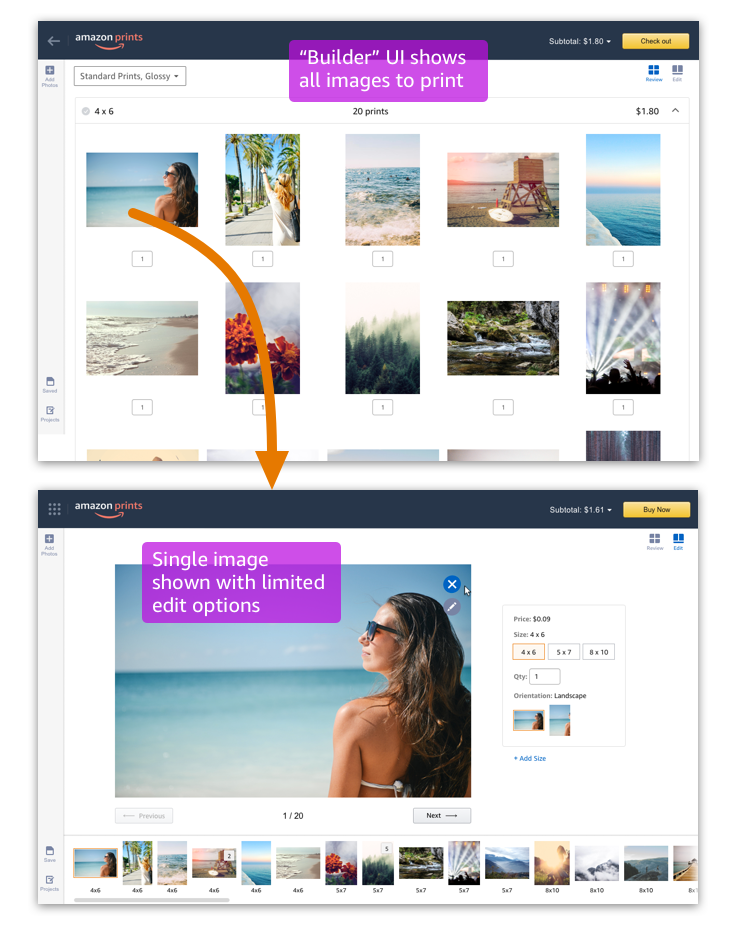 amazon prints
Subtotal: $1.80
Check out
"Builder" UI shows
all images to print
Add
Photos
Standard Prints, Glossy
Review
Edit
4 x 6
20 prints
$1.80
1
1
1
1
1
Saved
Projects
1
1
1
1
1
amazon prints
Subtotal: $1.61
Buy Now
Add
Photos
Review
Edit
Single image
shown with limited
edit options
Price: $0.09
Size: 4 x 6
4 x 6
5 x 7
8 x 10
Qty: 1
Orientation: Landscape
+ Add Size
Previous
1 / 20
Next
Save
Projects
2
5
4x6
4x6
4x6
4x6
4x6
4x6
5x7
5x7
5x7
5x7
5x7
8x10
8x10
8x10
8x1